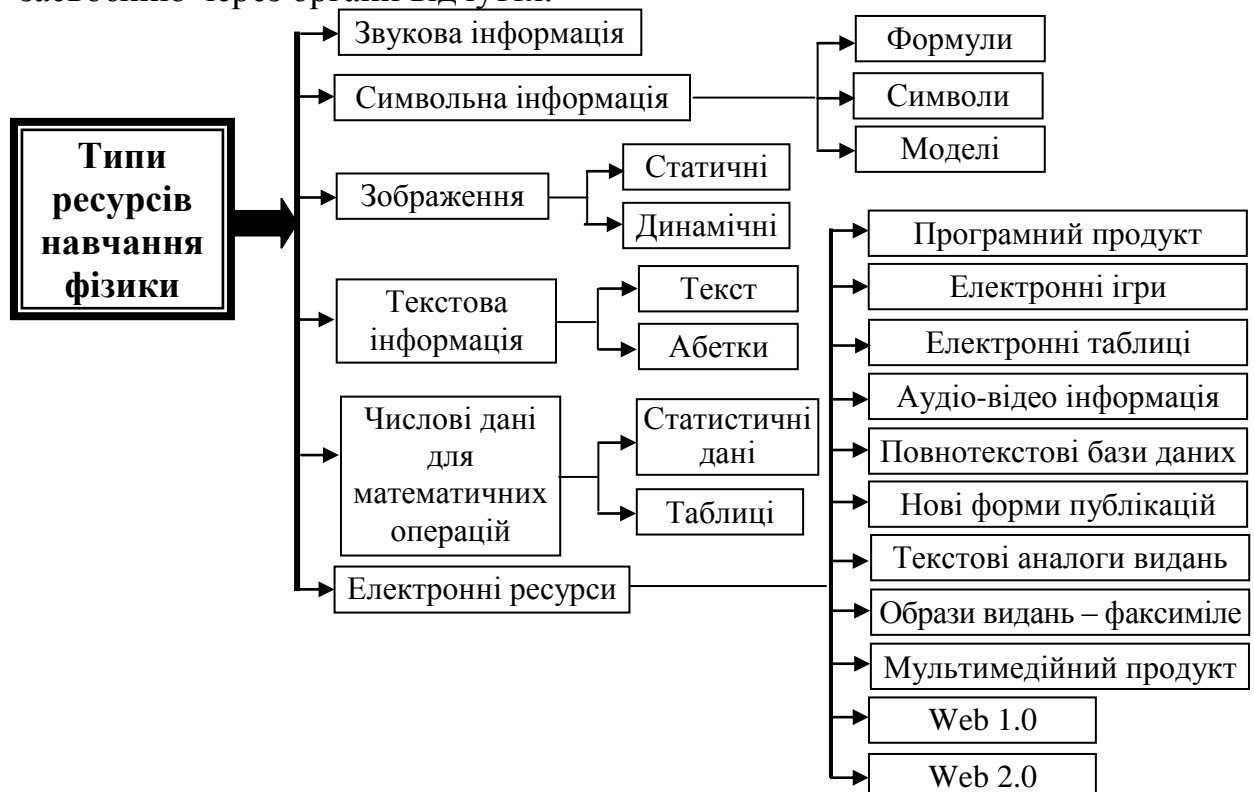 Типи
ресурсів
навчання
фізики
Звукова інформація
Символьна інформація
Формули
Символи
Моделі
Зображення
Статичні
Динамічні
Текстова
інформація
Текст
Абетки
Числові дані
для
математичних
операцій
Статистичні
дані
Таблиці
Електронні ресурси
Програмний продукт
Електронні ігри
Електронні таблиці
Аудіо-відео інформація
Повнотекстові бази даних
Нові форми публікацій
Текстові аналоги видань
Образи видань – факсиміле
Мультимедійний продукт
Web 1.0
Web 2.0